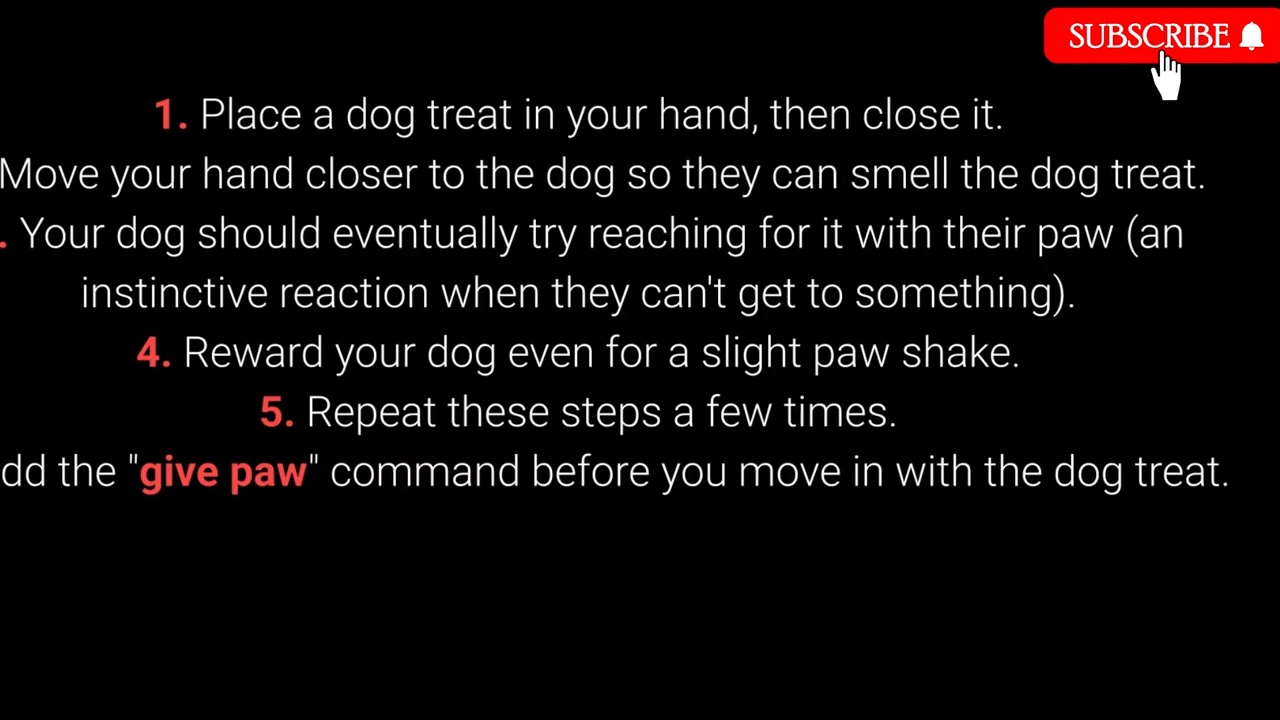 SUBSCRIBE
1. Place a dog treat in your hand, then close it.
Move your hand closer to the dog so they can smell the dog treat.
. Your dog should eventually try reaching for it with their paw (an
instinctive reaction when they can't get to something).
4. Reward your dog even for a slight paw shake.
5. Repeat these steps a few times.
dd the "give paw" command before you move in with the dog treat.